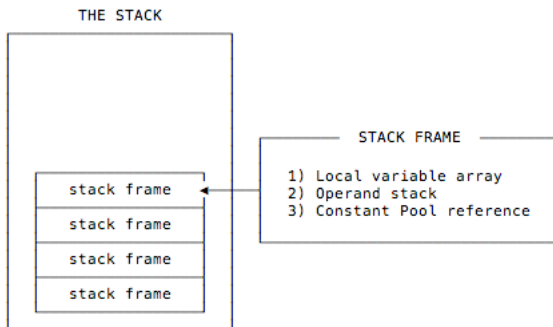 THE STACK
STACK FRAME
1) Local variable array
2) Operand stack
3) Constant Pool reference
stack frame
stack frame
stack frame
stack frame